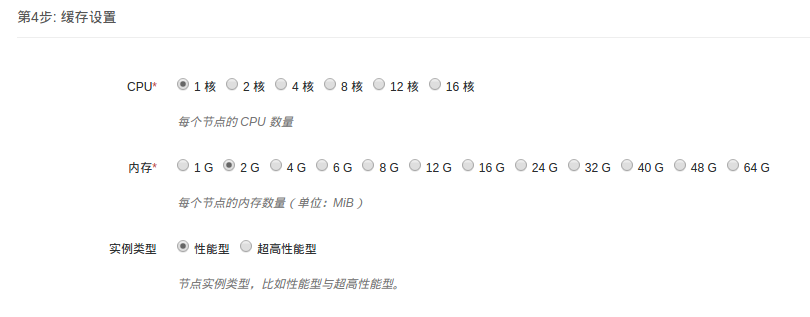 第4步: 缓存设置
CPU* 1 核 2 核 4 核 8 核 12 核 16 核
每个节点的 CPU 数量
内存* 1 G 2 G 4 G 6 G 8 G 12 G 16 G 24 G 32 G 40 G 48 G 64 G
每个节点的内存数量（单位：MiB）
实例类型 性能型 超高性能型
节点实例类型，比如性能型与超高性能型。